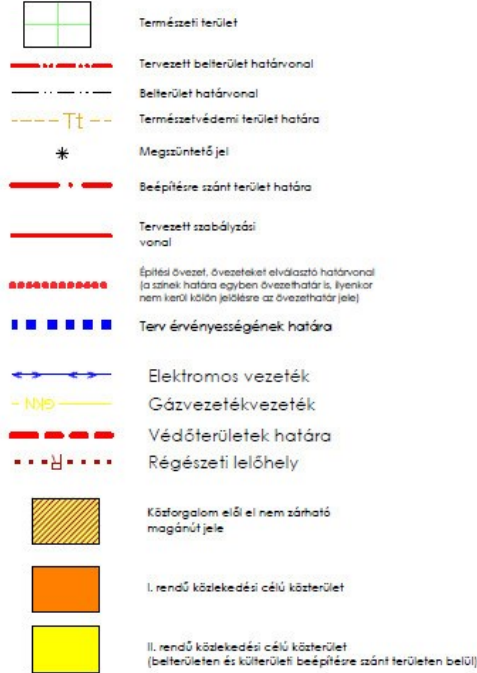 Természeti terület
Tervezett belterület határvonal
Belterület határvonal
Tt
Természetvédemi terület határa
Megszüntető jel
Beépítésre szánt terület határa
Tervezett szabályzási
vonal
Építési övezet, övezeteket elválasztó határvonal
(a színek határa egyben övezethatár is, ilyenkor
nem kerül külön jelölésre az övezethatár jele)
Terv érvényességének határa
Elektromos vezeték
GKN
Gázvezetékvezeték
Védőterületek határa
R
Régészeti lelőhely
Közforgalom elől el nem zárható
magánút jele
I. rendű közlekedési célú közterület
II. rendű közlekedési célú közterület
(belterületen és külterületi beépítésre szánt területen belül)